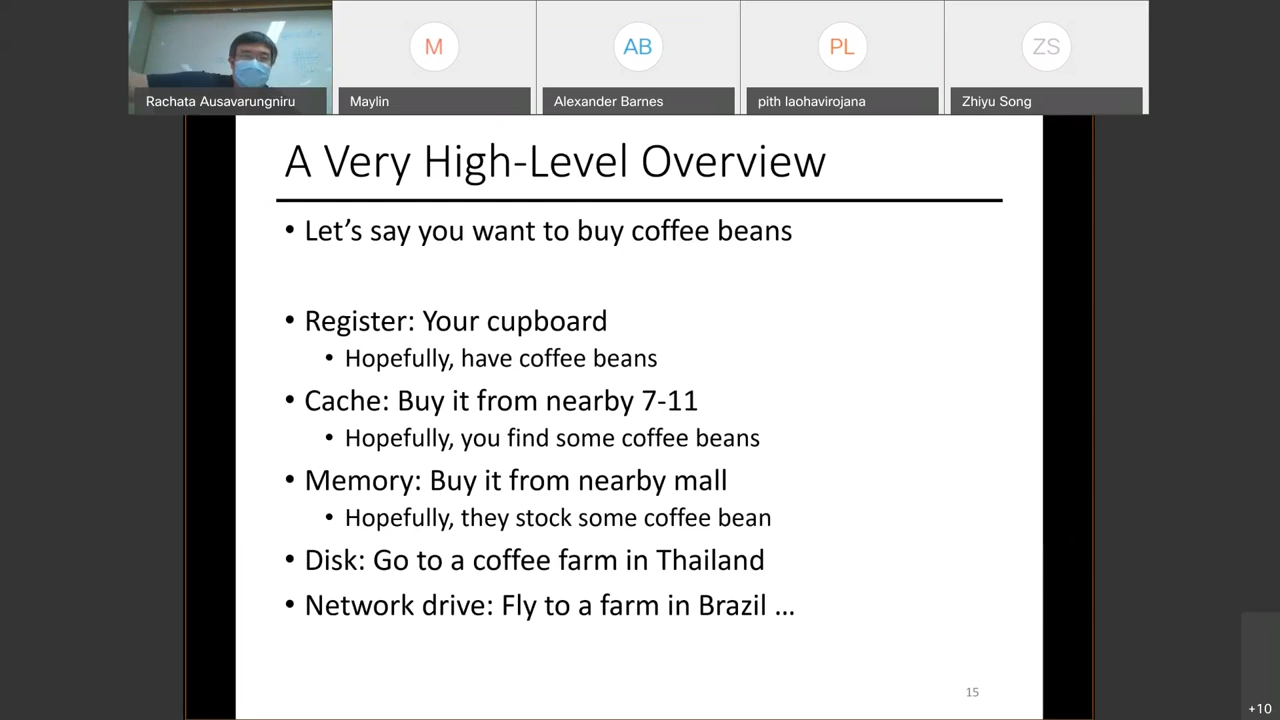 M
AB
PL
ZS
Rachata Ausavarungniru
Maylin
Alexander Barnes
pith laohavirojana
Zhiyu Song
A Very High-Level Overview
• Let’s say you want to buy coffee beans
• Register: Your cupboard
• Hopefully, have coffee beans
• Cache: Buy it from nearby 7-11
• Hopefully, you find some coffee beans
• Memory: Buy it from nearby mall
• Hopefully, they stock some coffee bean
• Disk: Go to a coffee farm in Thailand
• Network drive: Fly to a farm in Brazil ...
15
+10